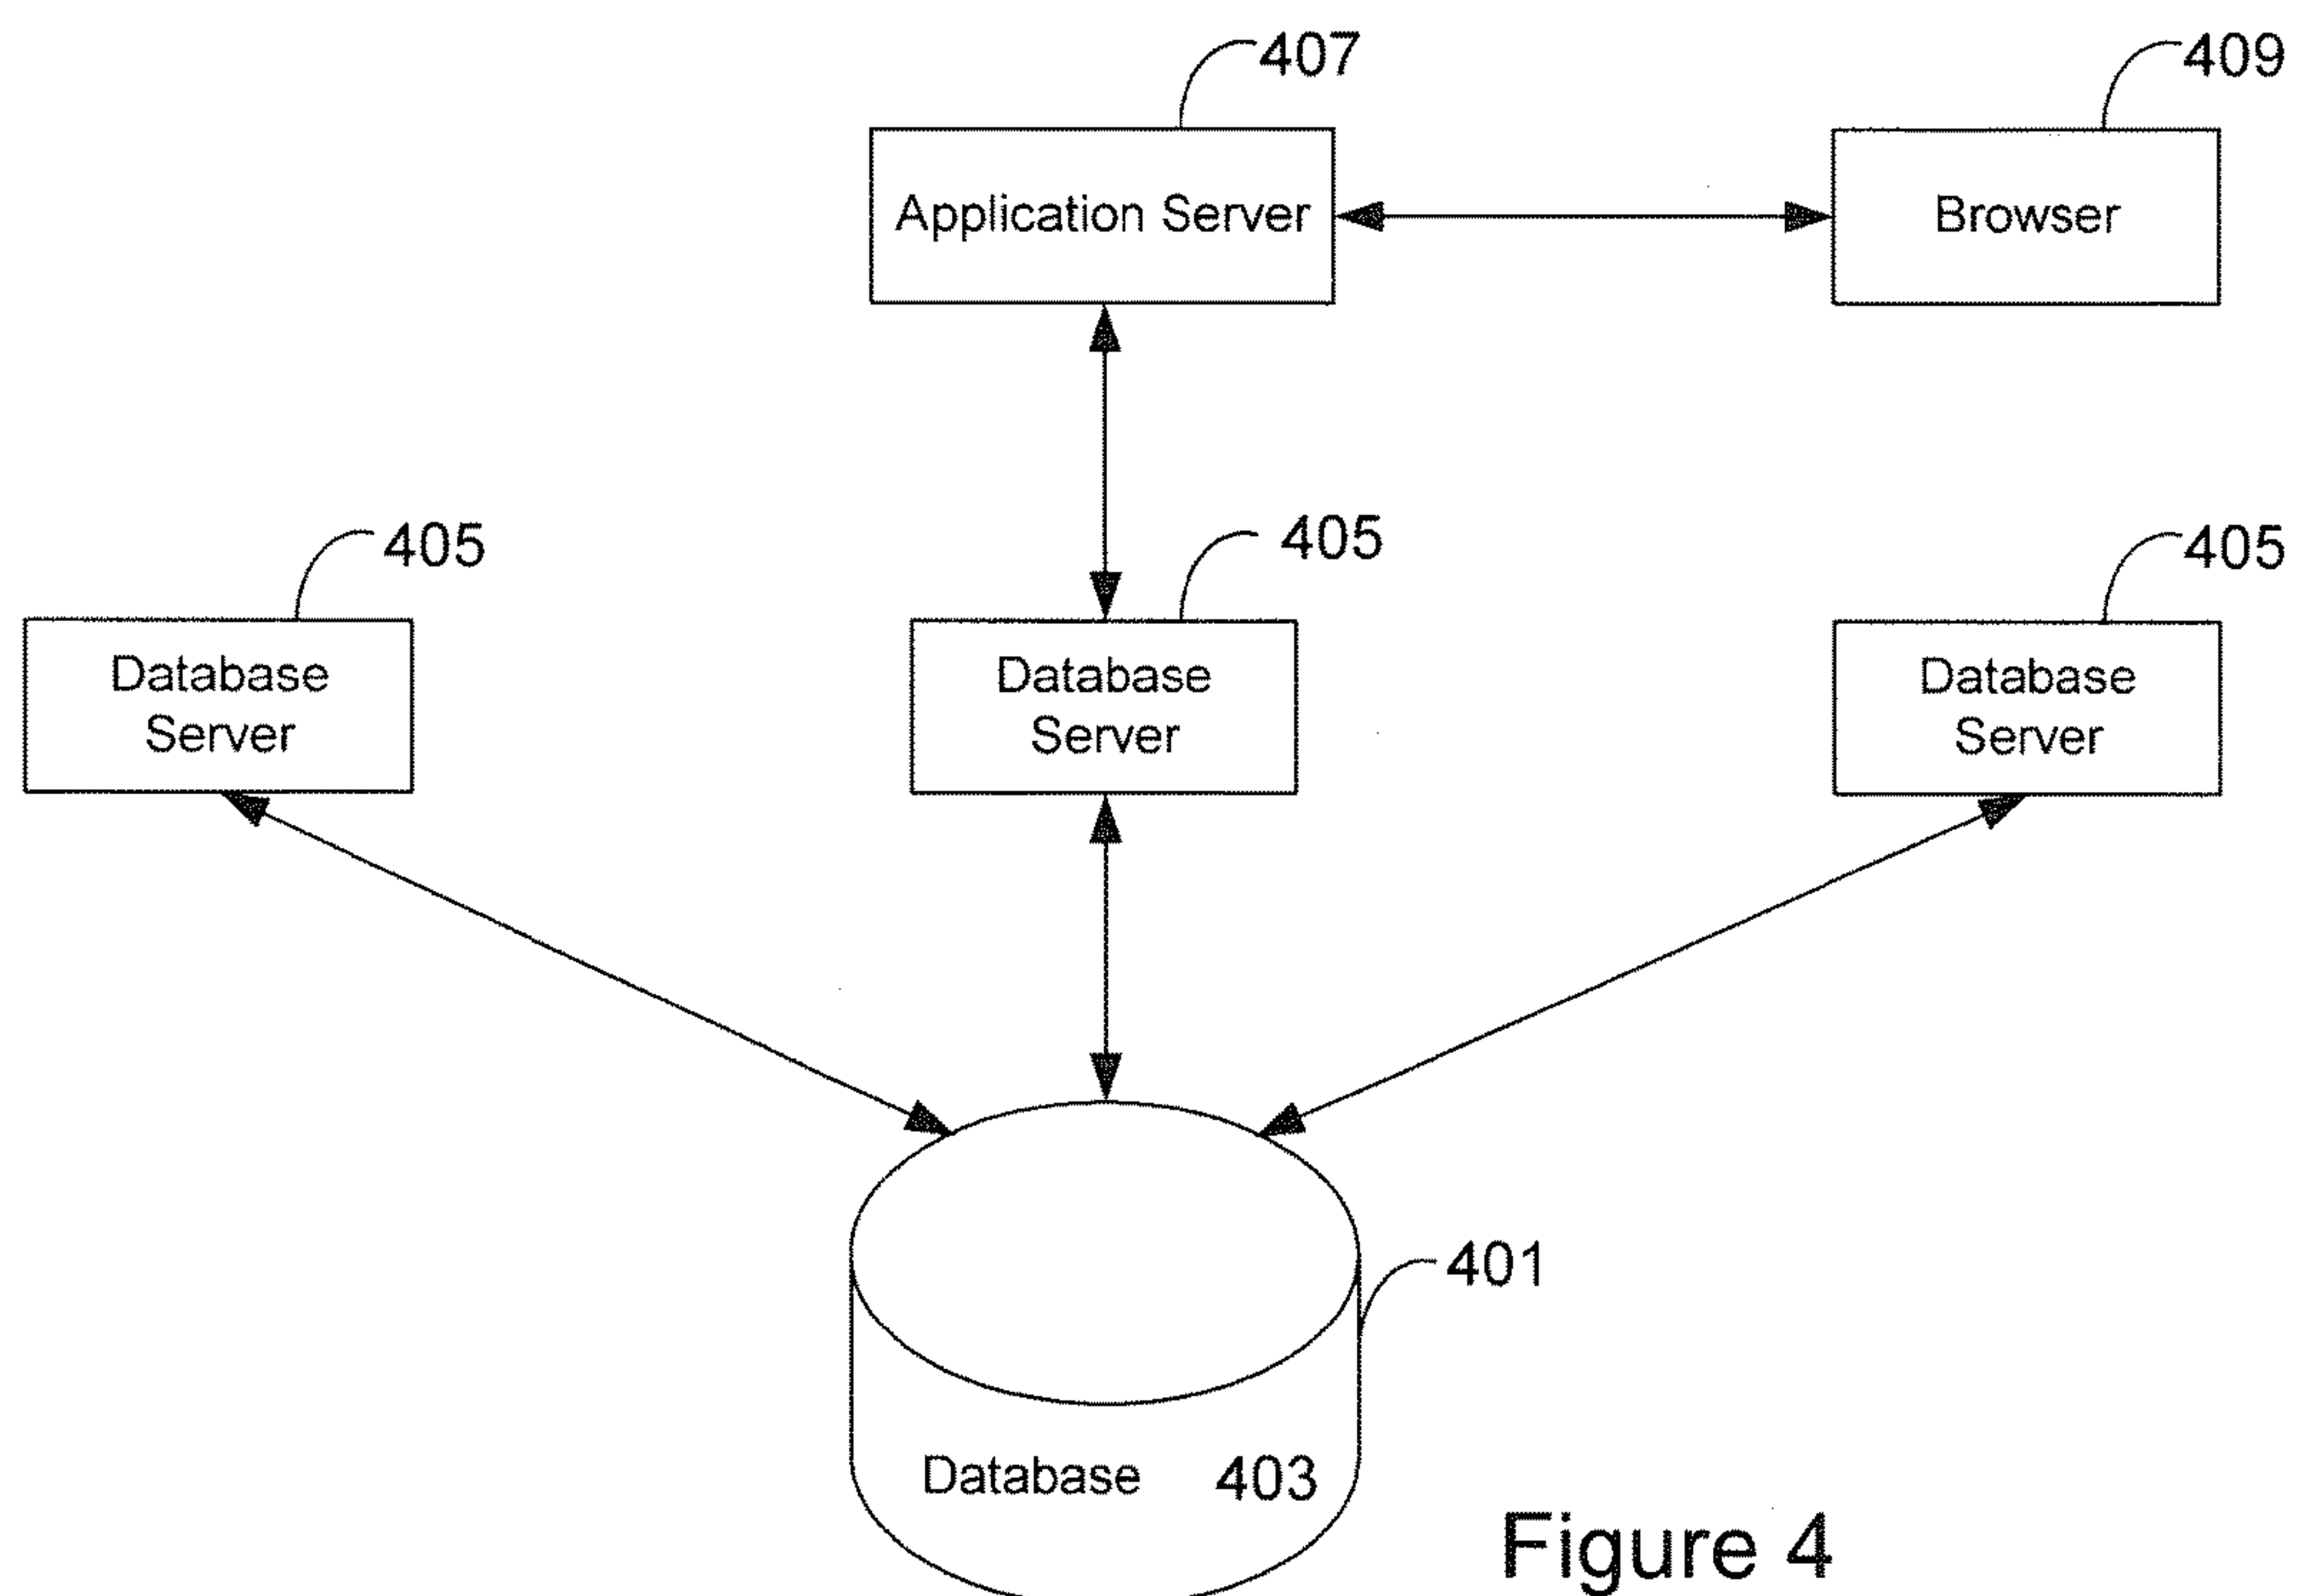 407
409
Application Server
Browser
405
405
405
Database
Server
Database
Server
Database
Server
401
Database 403
Figure 4